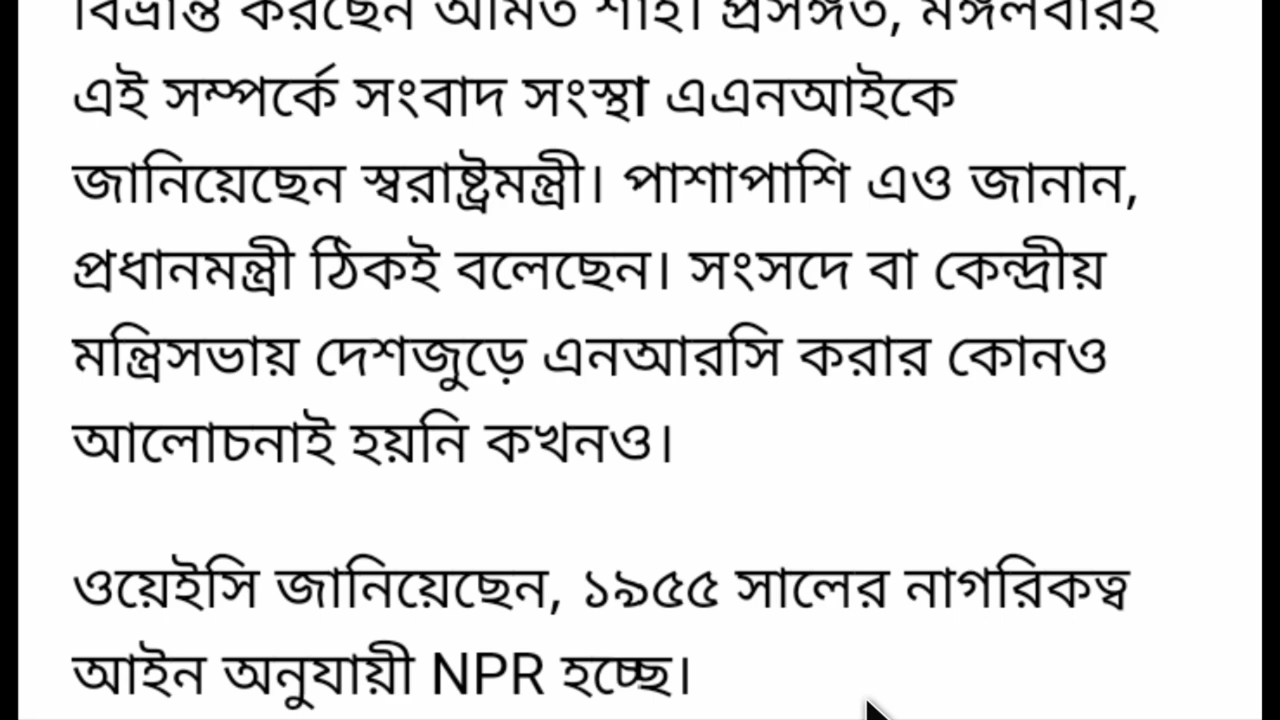 বিভ্রান্ত করছেন অমিত শাহ। প্রসঙ্গত, মঙ্গলবারই
এই সম্পর্কে সংবাদ সংস্থা এএনআইকে
জানিয়েছেন স্বরাষ্ট্রমন্ত্রী। পাশাপাশি এও জানান,
প্রধানমন্ত্রী ঠিকই বলেছেন। সংসদে বা কেন্দ্রীয়
মন্ত্রিসভায় দেশজুড়ে এনআরসি করার কোনও
আলোচনাই হয়নি কখনও।
ওয়েইসি জানিয়েছেন, ১৯৫৫ সালের নাগরিকত্ব
আইন অনুযায়ী NPR হচ্ছে।